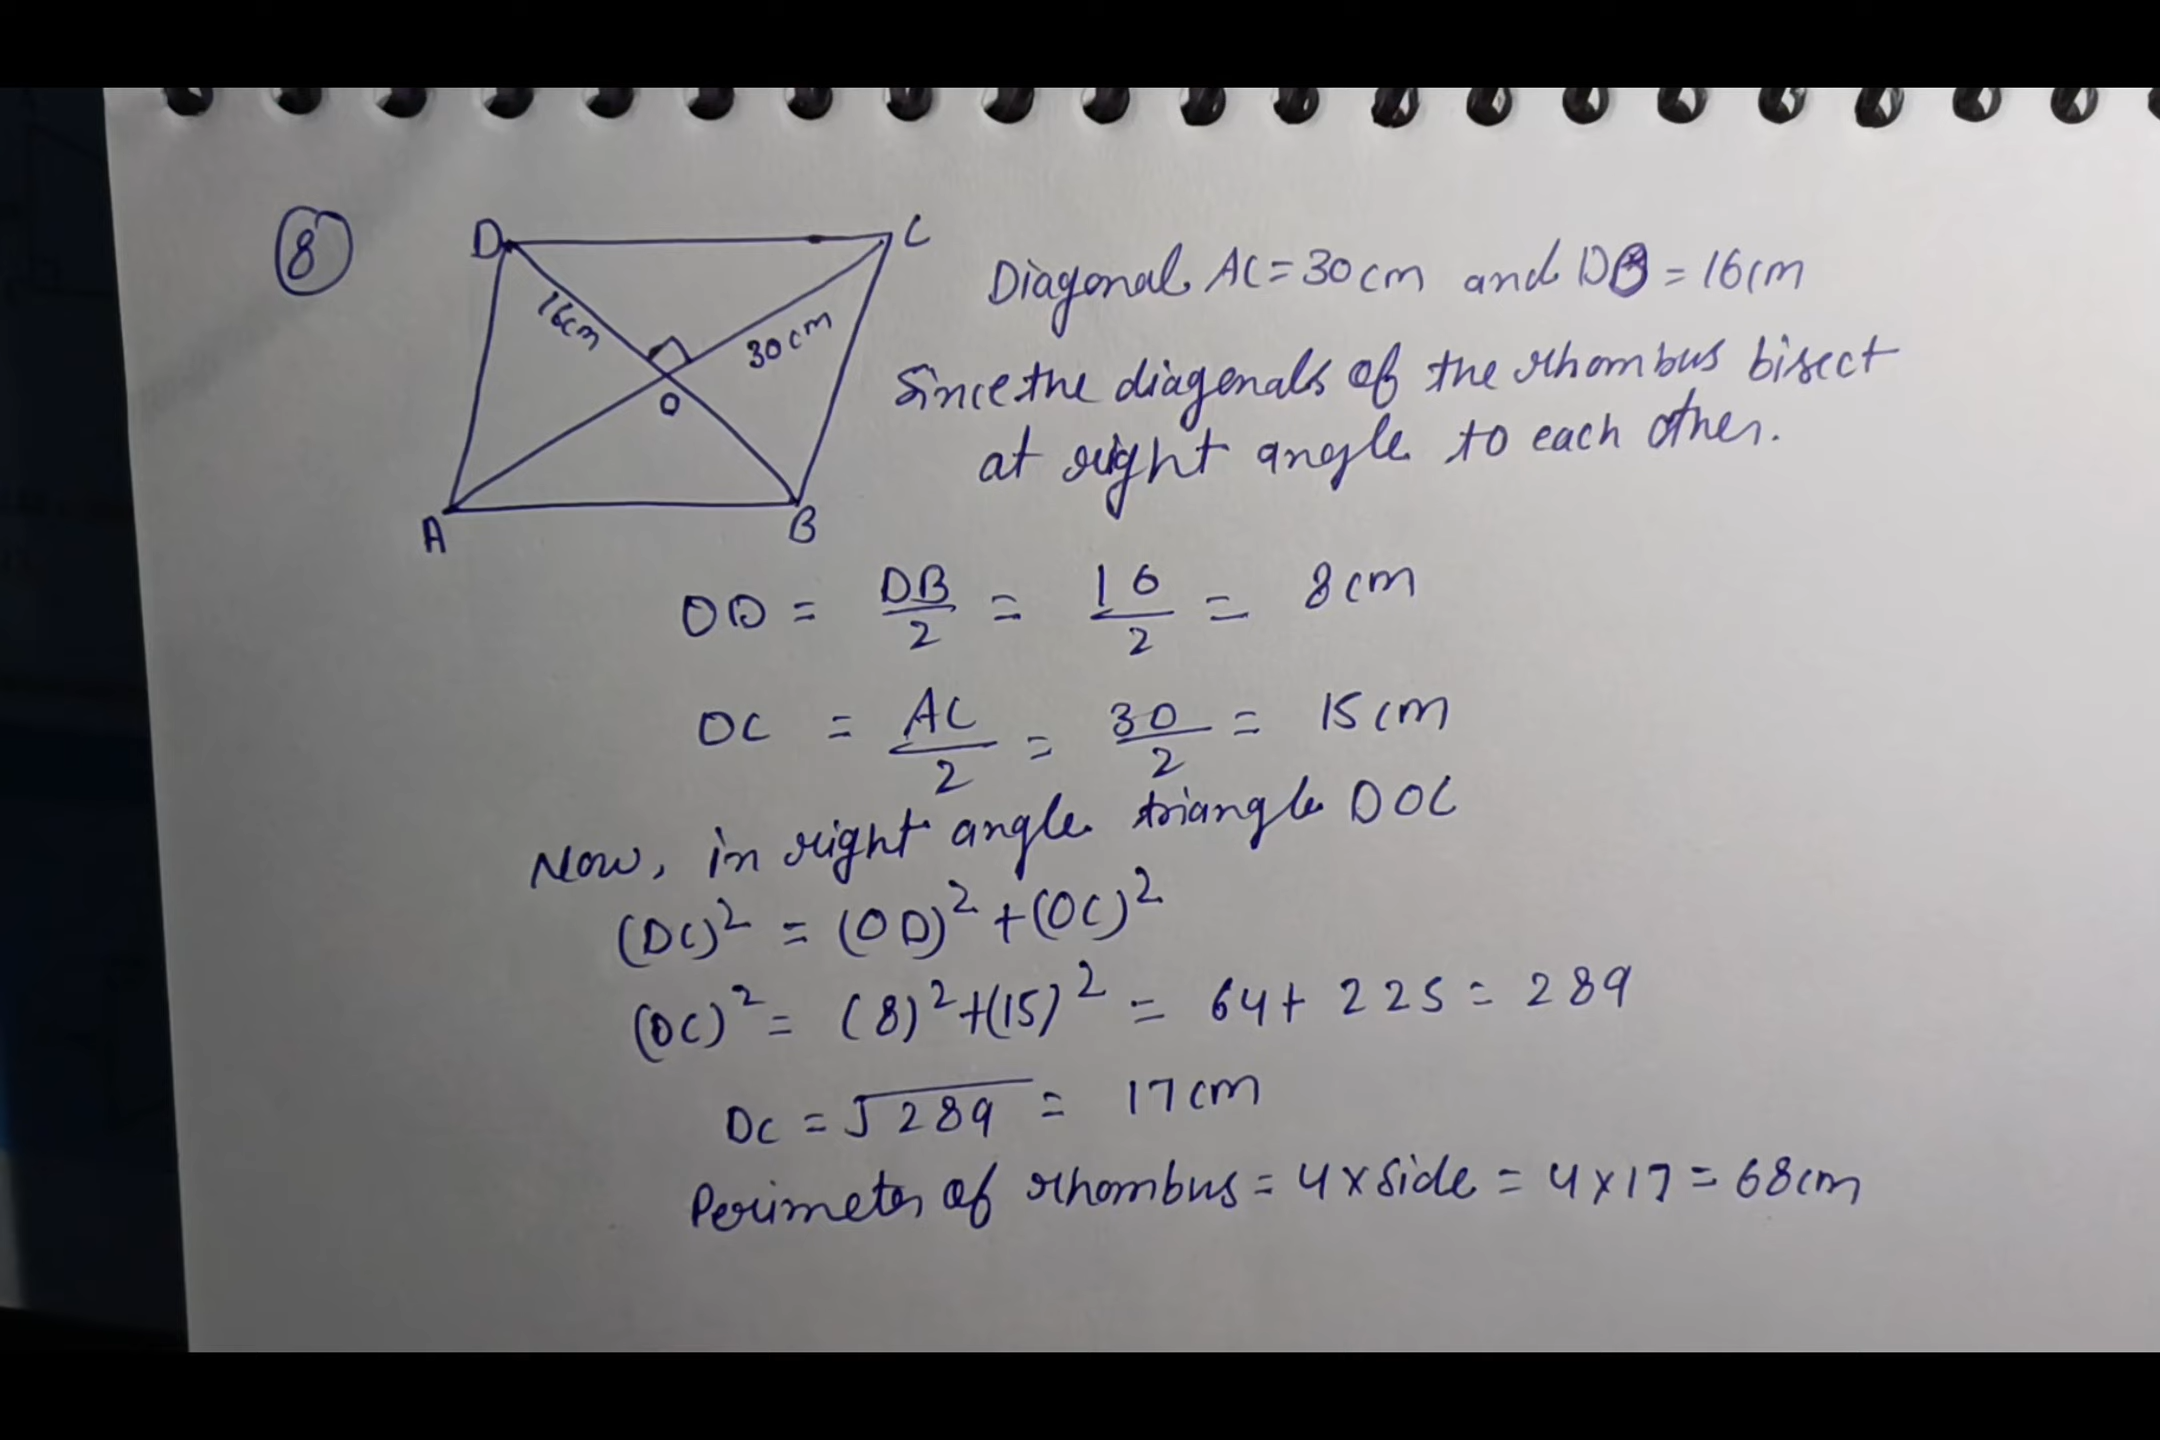 8
D
C
16cm
30cm
O
A
B
Diagonal AC = 30cm and DB = 16cm
Since the diagonals of the rhombus bisect
at right angle to each other.
OD = DB/2 = 16/2 = 8cm
OC = AC/2 = 30/2 = 15cm
Now, in right angle triangle DOC
(DC)² = (OD)² + (OC)²
(DC)² = (8)² + (15)² = 64 + 225 = 289
DC = √289 = 17cm
Perimeter of rhombus = 4 x Side = 4 x 17 = 68cm